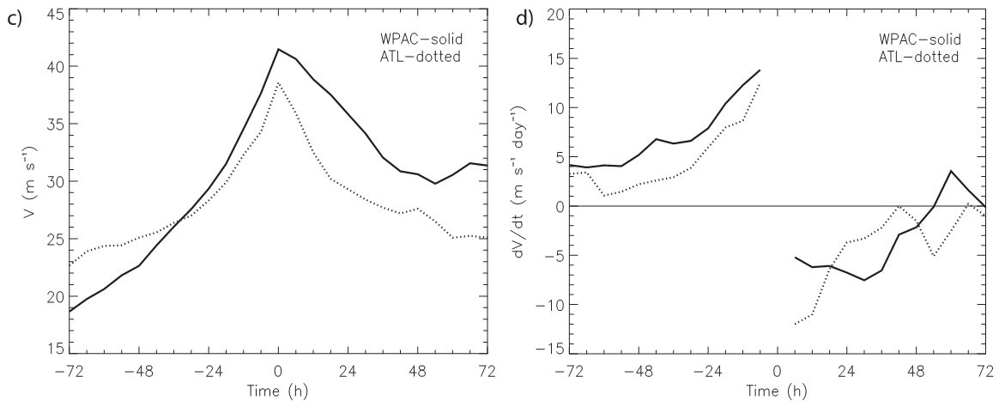 c)
WPAC-solid
ATL-dotted
V (m s⁻¹)
45
40
35
30
25
20
15
-72
-48
-24
0
24
48
72
Time (h)
d)
WPAC-solid
ATL-dotted
dV/dt (m s⁻¹ day⁻¹)
20
15
10
5
0
-5
-10
-15
-72
-48
-24
0
24
48
72
Time (h)